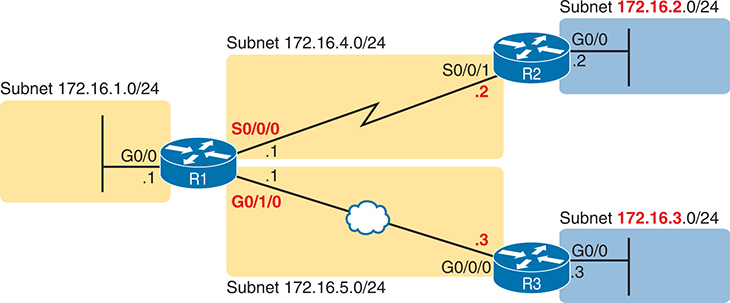 Subnet 172.16.1.0/24
G0/0
.1
R1
Subnet 172.16.4.0/24
S0/0/0
.1
S0/0/1
.2
R2
Subnet 172.16.2.0/24
G0/0
.2
.1
G0/1/0
Subnet 172.16.5.0/24
.3
G0/0/0
R3
Subnet 172.16.3.0/24
G0/0
.3